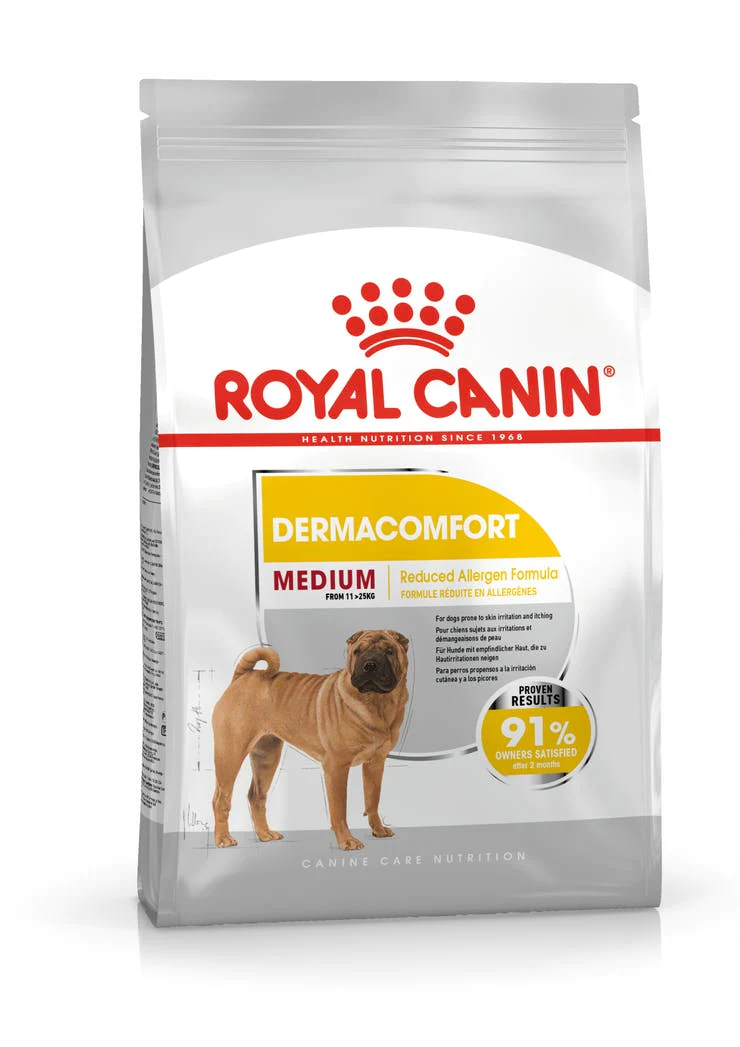 ROYAL CANIN®
HEALTH NUTRITION SINCE 1968
DERMACOMFORT
MEDIUM
FROM 11 >25KG
Reduced Allergen Formula
FORMULE RÉDUITE EN ALLERGÈNES
For dogs prone to skin irritation and itching
Pour chiens sujets aux irritations et
démangeaisons de peau
Für Hunde mit empfindlicher Haut, die zu
Hautirritationen neigen
Para perros propensos a la irritación
cutánea y a los picores
PROVEN
RESULTS
91%
OWNERS SATISFIED
after 2 months
CANINE CARE NUTRITION